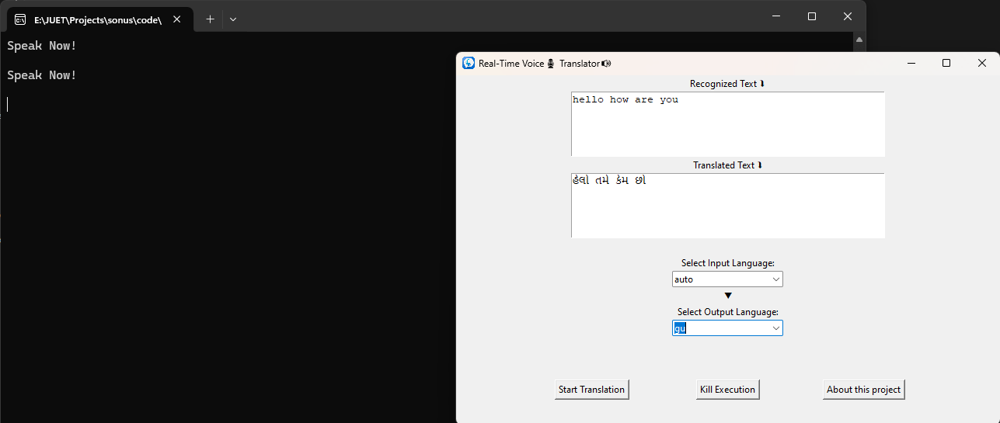 E:\JUET\Projects\sonus\code\
Speak Now!
Speak Now!
Real-Time Voice 🎙 Translator🔊
Recognized Text ⮯
hello how are you
Translated Text ⮯
હેલો તમે કેમ છો
Select Input Language:
auto
▼
Select Output Language:
gu
Start Translation
Kill Execution
About this project